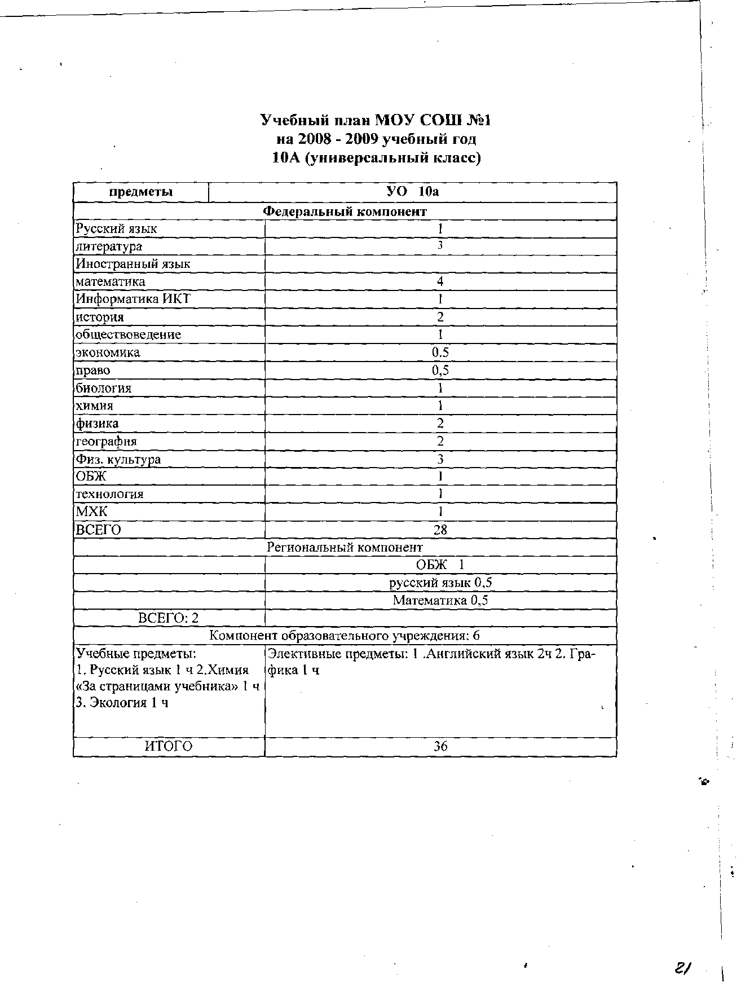 Учебный план МОУ СОШ №1
на 2008 - 2009 учебный год
10А (универсальный класс)
предметы УО 10а
Федеральный компонент
Русский язык 1
литература 3
Иностранный язык
математика 4
Информатика ИКТ 1
история 2
обществоведение 1
экономика 0.5
право 0,5
биология 1
химия 1
физика 2
география 2
Физ. культура 3
ОБЖ 1
технология 1
МХК 1
ВСЕГО 28
Региональный компонент
ОБЖ 1
русский язык 0,5
Математика 0,5
ВСЕГО: 2
Компонент образовательного учреждения: 6
Учебные предметы:
1. Русский язык 1 ч 2.Химия
«За страницами учебника» 1 ч
3. Экология 1 ч
Элективные предметы: 1 .Английский язык 2ч 2. Гра-
фика 1 ч
ИТОГО 36
21